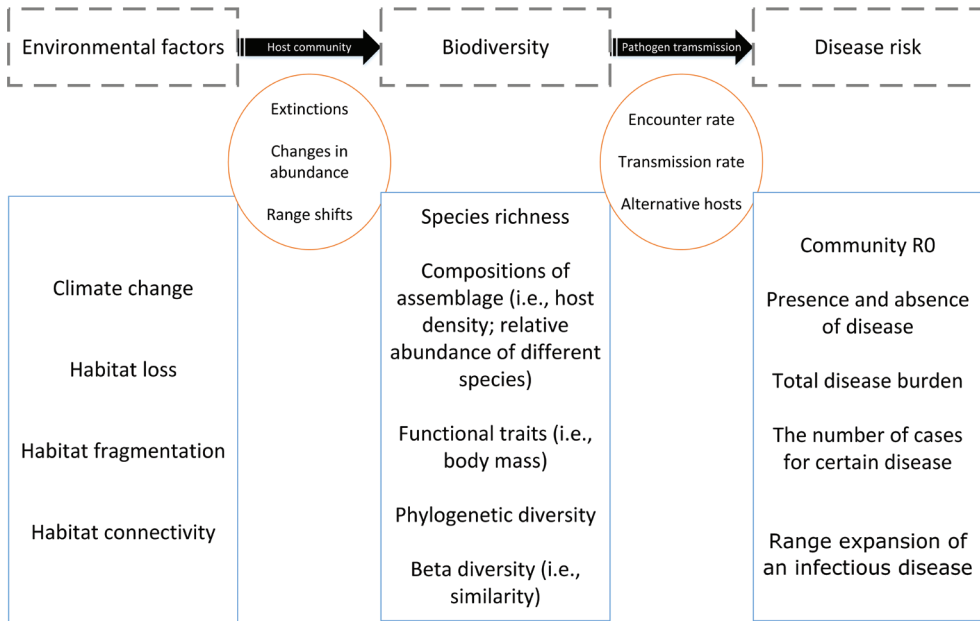 Environmental factors
Host community
Biodiversity
Pathogen transmission
Disease risk
Extinctions
Changes in
abundance
Range shifts
Encounter rate
Transmission rate
Alternative hosts
Climate change
Habitat loss
Habitat fragmentation
Habitat connectivity
Species richness
Compositions of
assemblage (i.e., host
density; relative
abundance of different
species)
Functional traits (i.e.,
body mass)
Phylogenetic diversity
Beta diversity (i.e.,
similarity)
Community R0
Presence and absence
of disease
Total disease burden
The number of cases
for certain disease
Range expansion of
an infectious disease